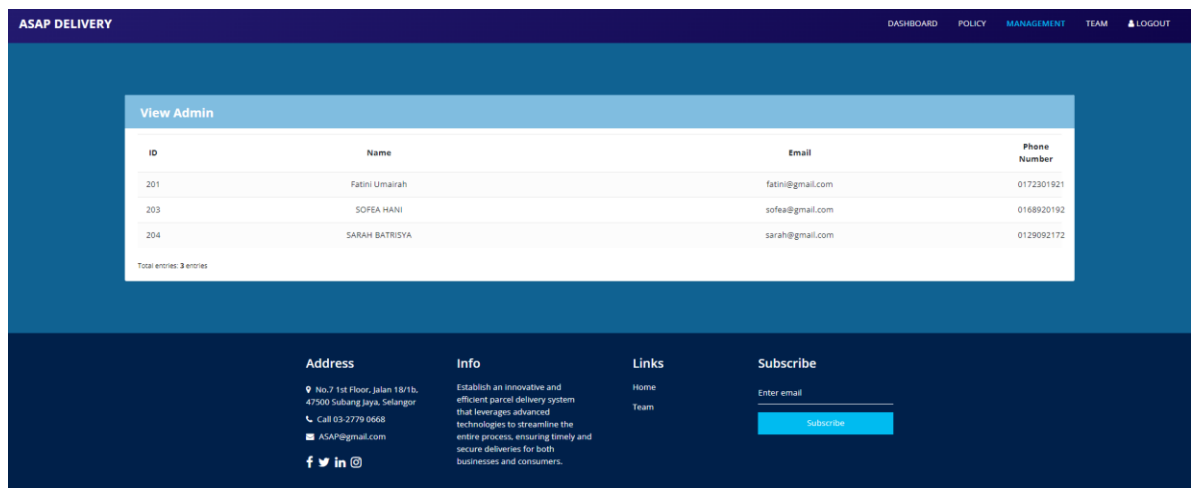 ASAP DELIVERY
DASHBOARD POLICY MANAGEMENT TEAM LOGOUT
View Admin
ID Name Email Phone Number
201 Fatini Umairah fatini@gmail.com 0172301921
203 SOFEA HANI sofea@gmail.com 0168920192
204 SARAH BATRISYA sarah@gmail.com 0129092172
Total entries: 3 entries
Address
No.7 1st Floor, Jalan 18/1b,
47500 Subang Jaya, Selangor
Call 03-2779 0668
ASAP@gmail.com
Info
Establish an innovative and
efficient parcel delivery system
that leverages advanced
technologies to streamline the
entire process, ensuring timely and
secure deliveries for both
businesses and consumers.
Links
Home
Team
Subscribe
Enter email
Subscribe